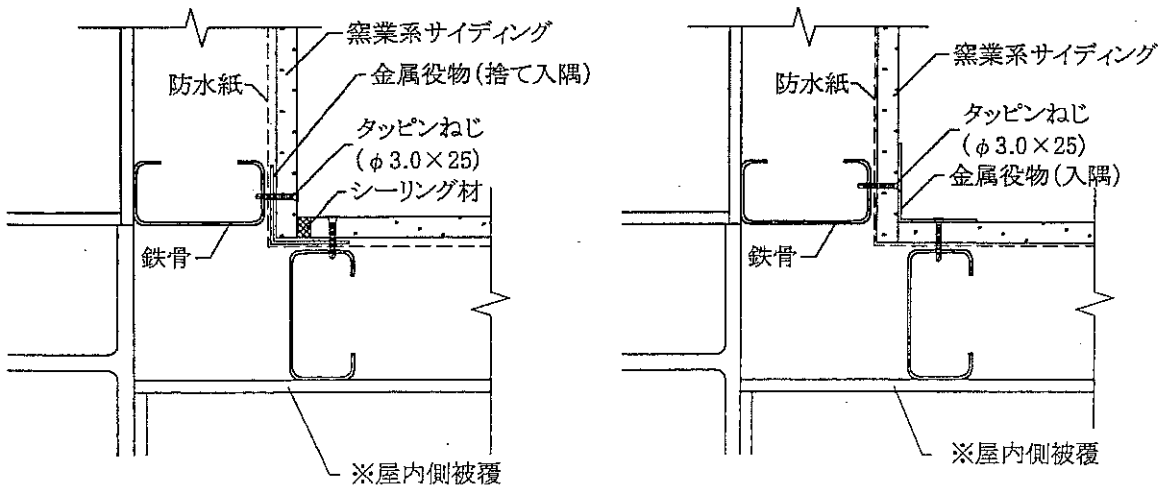 窯業系サイディング
金属役物(捨て入隅)
防水紙
タッピンねじ
(φ3.0×25)
シーリング材
鉄骨
※屋内側被覆
窯業系サイディング
防水紙
タッピンねじ
(φ3.0×25)
金属役物(入隅)
鉄骨
※屋内側被覆